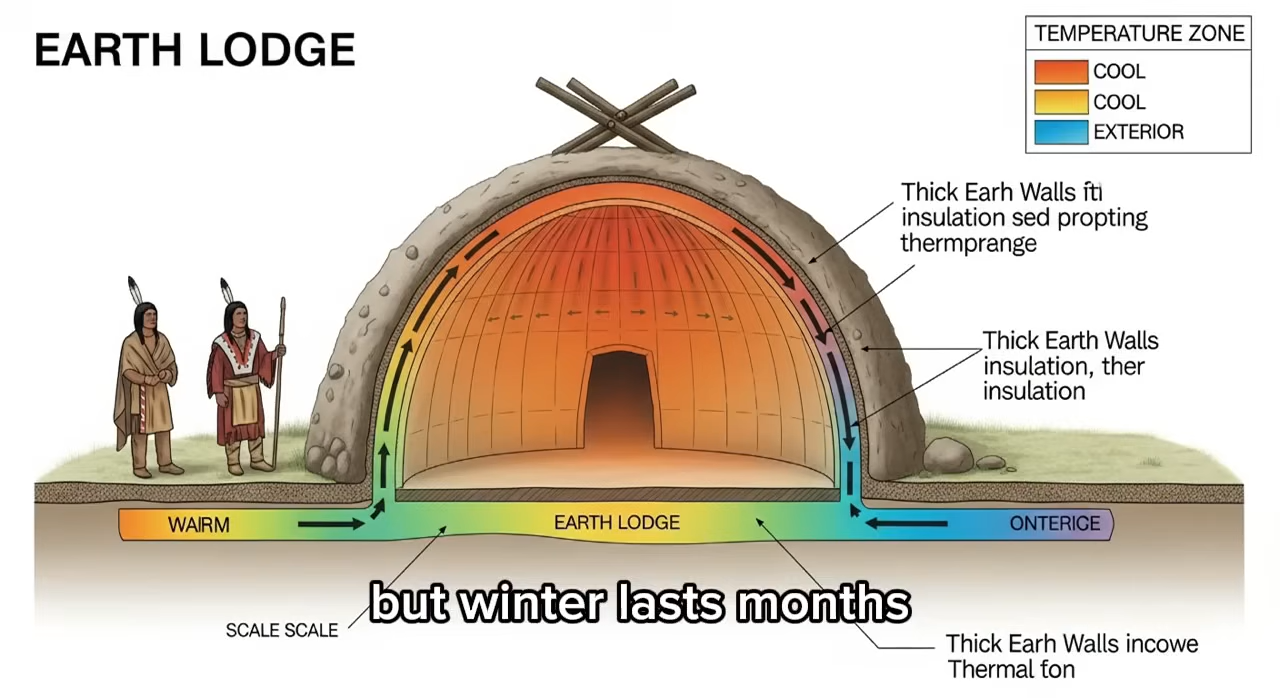 EARTH LODGE
TEMPERATURE ZONE
COOL
COOL
EXTERIOR
Thick Earh Walls
insulation sed propting
thermprange
Thick Earth Walls
insulation, ther
insulation
WAIRM
EARTH LODGE
ONTERICE
but winter lasts months
SCALE SCALE
Thick Earh Walls incowe
Thermal fon